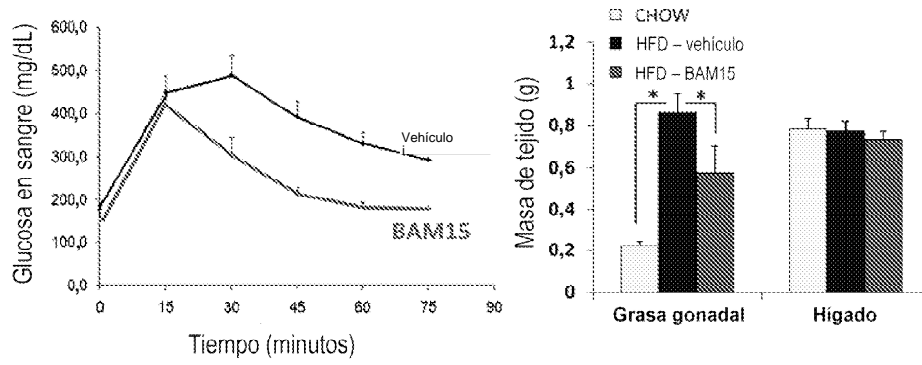 Glucosa en sangre (mg/dL)
600,0
500,0
400,0
300,0
200,0
100,0
0,0
0 15 30 45 60 75 90
Tiempo (minutos)
Vehículo
BAM15
CHOW
HFD – vehículo
HFD – BAM15
Masa de tejido (g)
1,2
1
0,8
0,6
0,4
0,2
0
* *
Grasa gonadal Hígado